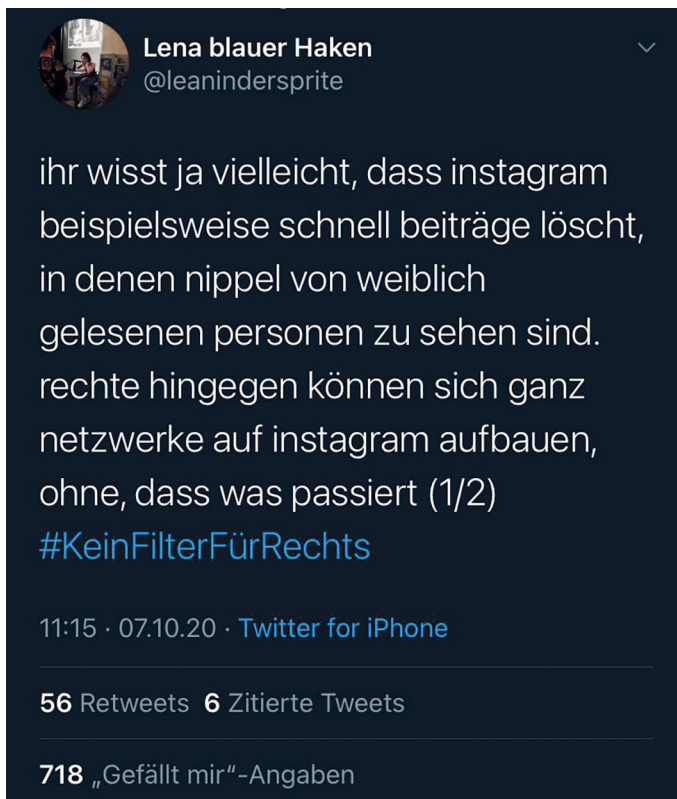 Lena blauer Haken
@leanindersprite
ihr wisst ja vielleicht, dass instagram
beispielsweise schnell beiträge löscht,
in denen nippel von weiblich
gelesenen personen zu sehen sind.
rechte hingegen können sich ganz
netzwerke auf instagram aufbauen,
ohne, dass was passiert (1/2)
#KeinFilterFürRechts
11:15 · 07.10.20 · Twitter for iPhone
56 Retweets 6 Zitierte Tweets
718 „Gefällt mir“-Angaben